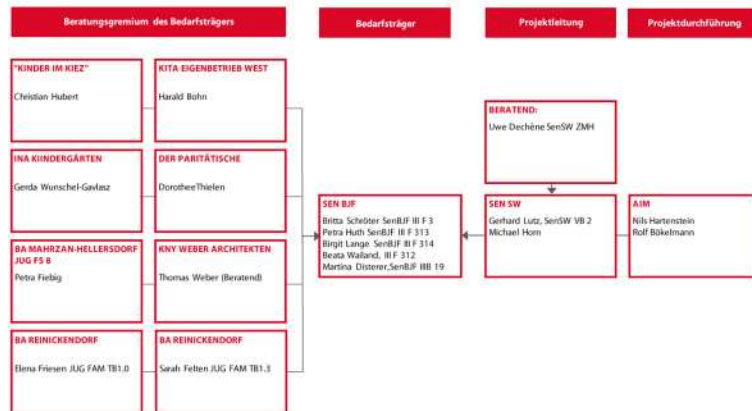 Beratungsgremium des Bedarfsträgers
Bedarfsträger
Projektleitung
Projektdurchführung
"KINDER IM KIEZ"
Christian Hubert
KITA EIGENBETRIEB WEST
Harald Bohn
BERATEND:
Uwe Dechène SenSW ZMH
INA KIINDERGÄRTEN
Gerda Wunschel-Gavlasz
DER PARITÄTISCHE
DorotheeThielen
SEN BJF
Britta Schröter SenBJF III F 3
Petra Huth SenBJF III F 313
Birgit Lange SenBJF III F 314
Beata Wailand, III F 312
Martina Disterer,SenBJF IIIB 19
SEN SW
Gerhard Lutz, SenSW VB 2
Michael Horn
AIM
Nils Hartenstein
Rolf Bökelmann
BA MAHRZAN-HELLERSDORF
JUG FS 8
Petra Fiebig
KNY WEBER ARCHITEKTEN
Thomas Weber (Beratend)
BA REINICKENDORF
Elena Friesen JUG FAM TB1.0
BA REINICKENDORF
Sarah Felten JUG FAM TB1.3